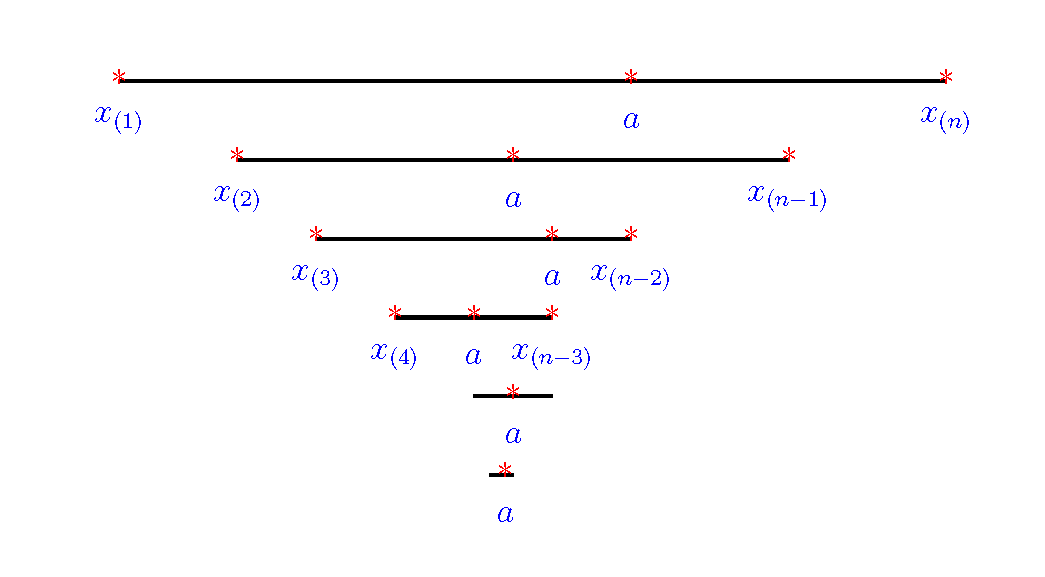 * * *
x_{(1)} a x_{(n)}
* * *
x_{(2)} a x_{(n−1)}
* * *
x_{(3)} a x_{(n−2)}
* * *
x_{(4)} a x_{(n−3)}
*
a
*
a